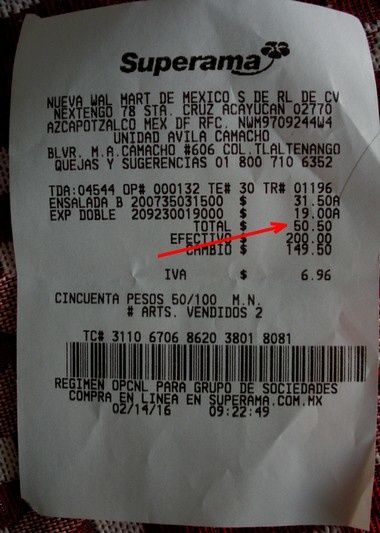 Superama
NUEVA WAL MART DE MEXICO S DE RL DE CV
NEXTENGO 78 STA. CRUZ ACAYUCAN 02770
AZCAPOTZALCO MEX DF RFC. NWM9709244W4
UNIDAD AVILA CAMACHO
BLVR. M.A.CAMACHO #606 COL.TLALTENANGO
QUEJAS Y SUGERENCIAS 01 800 710 6352
TDA:04544 OP# 000132 TE# 30 TR# 01196
ENSALADA B 200735031500 $ 31.50A
EXP DOBLE 209230019000 $ 19.00A
TOTAL $ 50.50
EFECTIVO $ 200.00
CAMBIO $ 149.50
IVA $ 6.96
CINCUENTA PESOS 50/100 M.N.
# ARTS. VENDIDOS 2
TC# 3110 6706 8620 3801 8081
REGIMEN OPCNL PARA GRUPO DE SOCIEDADES
COMPRA EN LINEA EN SUPERAMA.COM.MX
02/14/16 09:22:49